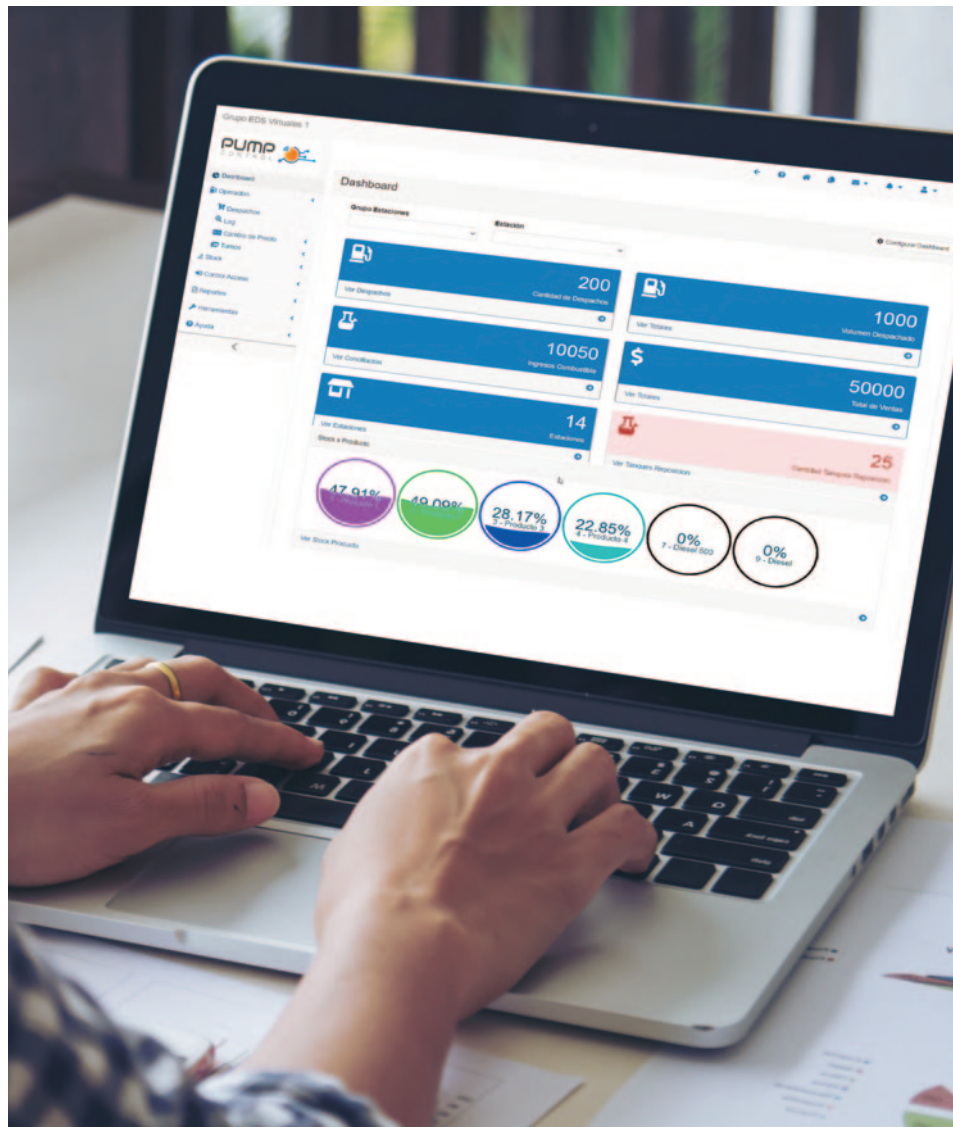 Grupo EDS Virtuales 1
PUMP
CONTROL
Dashboard
Operación
Despachos
Log
Cambio de Precio
Turnos
Stock
Control Acceso
Reportes
Herramientas
Ayuda
Dashboard
Configurar Dashboard
Grupo Estaciones
Estación
200
Cantidad de Despachos
Ver Despachos
1000
Volumen Despachado
Ver Totales
10050
Ingresos Combustible
Ver Conciliación
50000
Total de Ventas
Ver Totales
14
Estaciones
Ver Estaciones
25
Cantidad Tanques Reposicion
Ver Tanques Reposicion
Stock x Producto
47.91%
49.09%
28.17%
3 - Producto 3
22.85%
4 - Producto 4
0%
7 - Diesel 500
0%
9 - Diesel
Ver Stock Producto